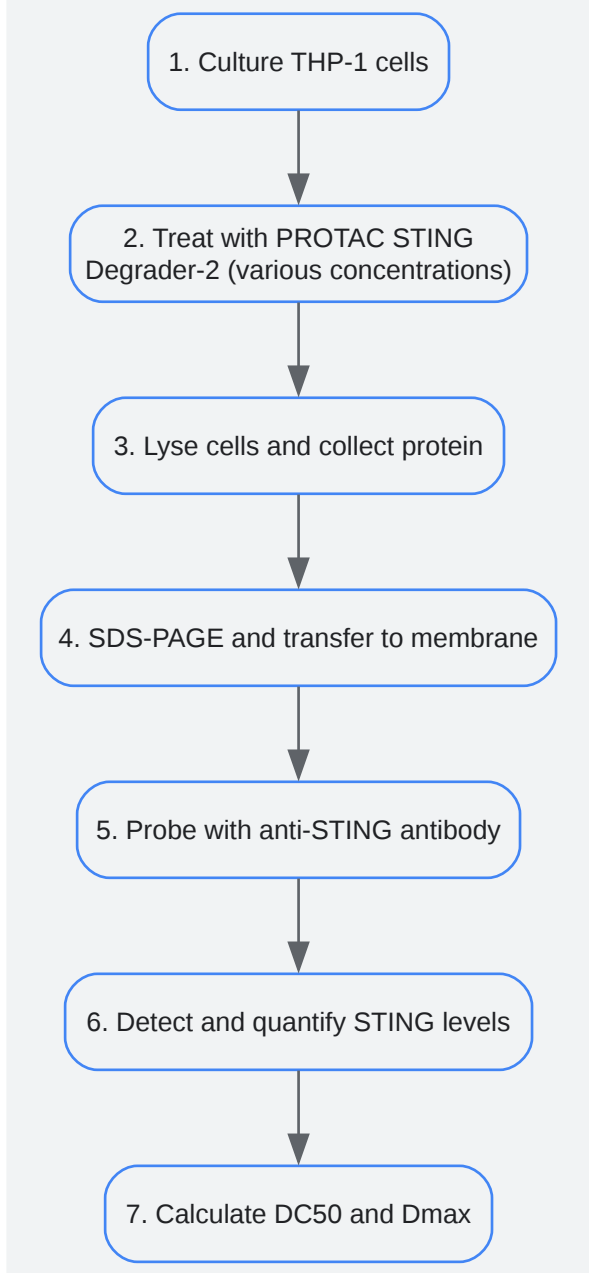 1. Culture THP-1 cells
2. Treat with PROTAC STING
Degrader-2 (various concentrations)
3. Lyse cells and collect protein
4. SDS-PAGE and transfer to membrane
5. Probe with anti-STING antibody
6. Detect and quantify STING levels
7. Calculate DC50 and Dmax